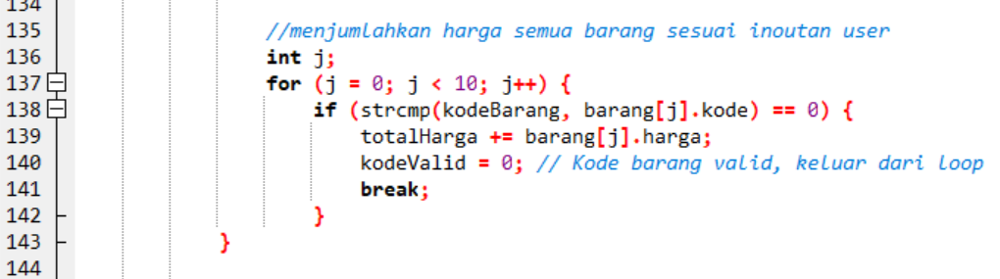 134
135 //menjumlahkan harga semua barang sesuai inoutan user
136 int j;
137 for (j = 0; j < 10; j++) {
138 if (strcmp(kodeBarang, barang[j].kode) == 0) {
139 totalHarga += barang[j].harga;
140 kodeValid = 0; // Kode barang valid, keluar dari loop
141 break;
142 }
143 }
144